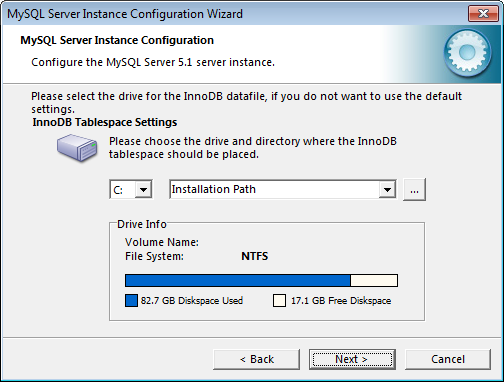 MySQL Server Instance Configuration Wizard
MySQL Server Instance Configuration
Configure the MySQL Server 5.1 server instance.
Please select the drive for the InnoDB datafile, if you do not want to use the default
settings.
InnoDB Tablespace Settings
Please choose the drive and directory where the InnoDB
tablespace should be placed.
C: Installation Path ...
Drive Info
Volume Name:
File System: NTFS
82.7 GB Diskspace Used 17.1 GB Free Diskspace
< Back Next > Cancel